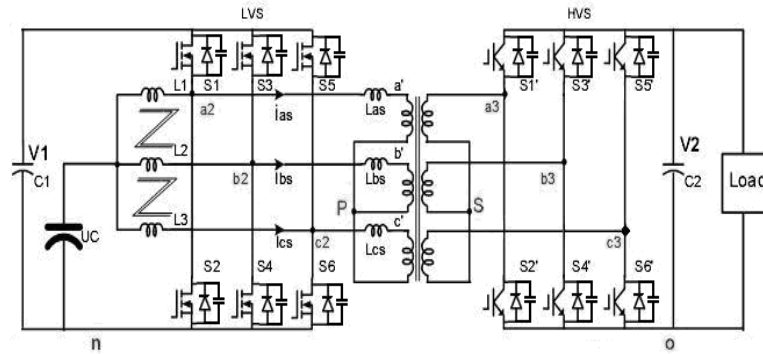 LVS
HVS
S1
S3
S5
S1'
S3'
S5'
L1
a2
ias
Las
a'
a3
V1
C1
L2
b2
Ibs
Lbs
b'
b3
V2
C2
Load
P
S
UC
L3
Ics
c2
Lcs
c'
c3
S2
S4
S6
S2'
S4'
S6'
n
o